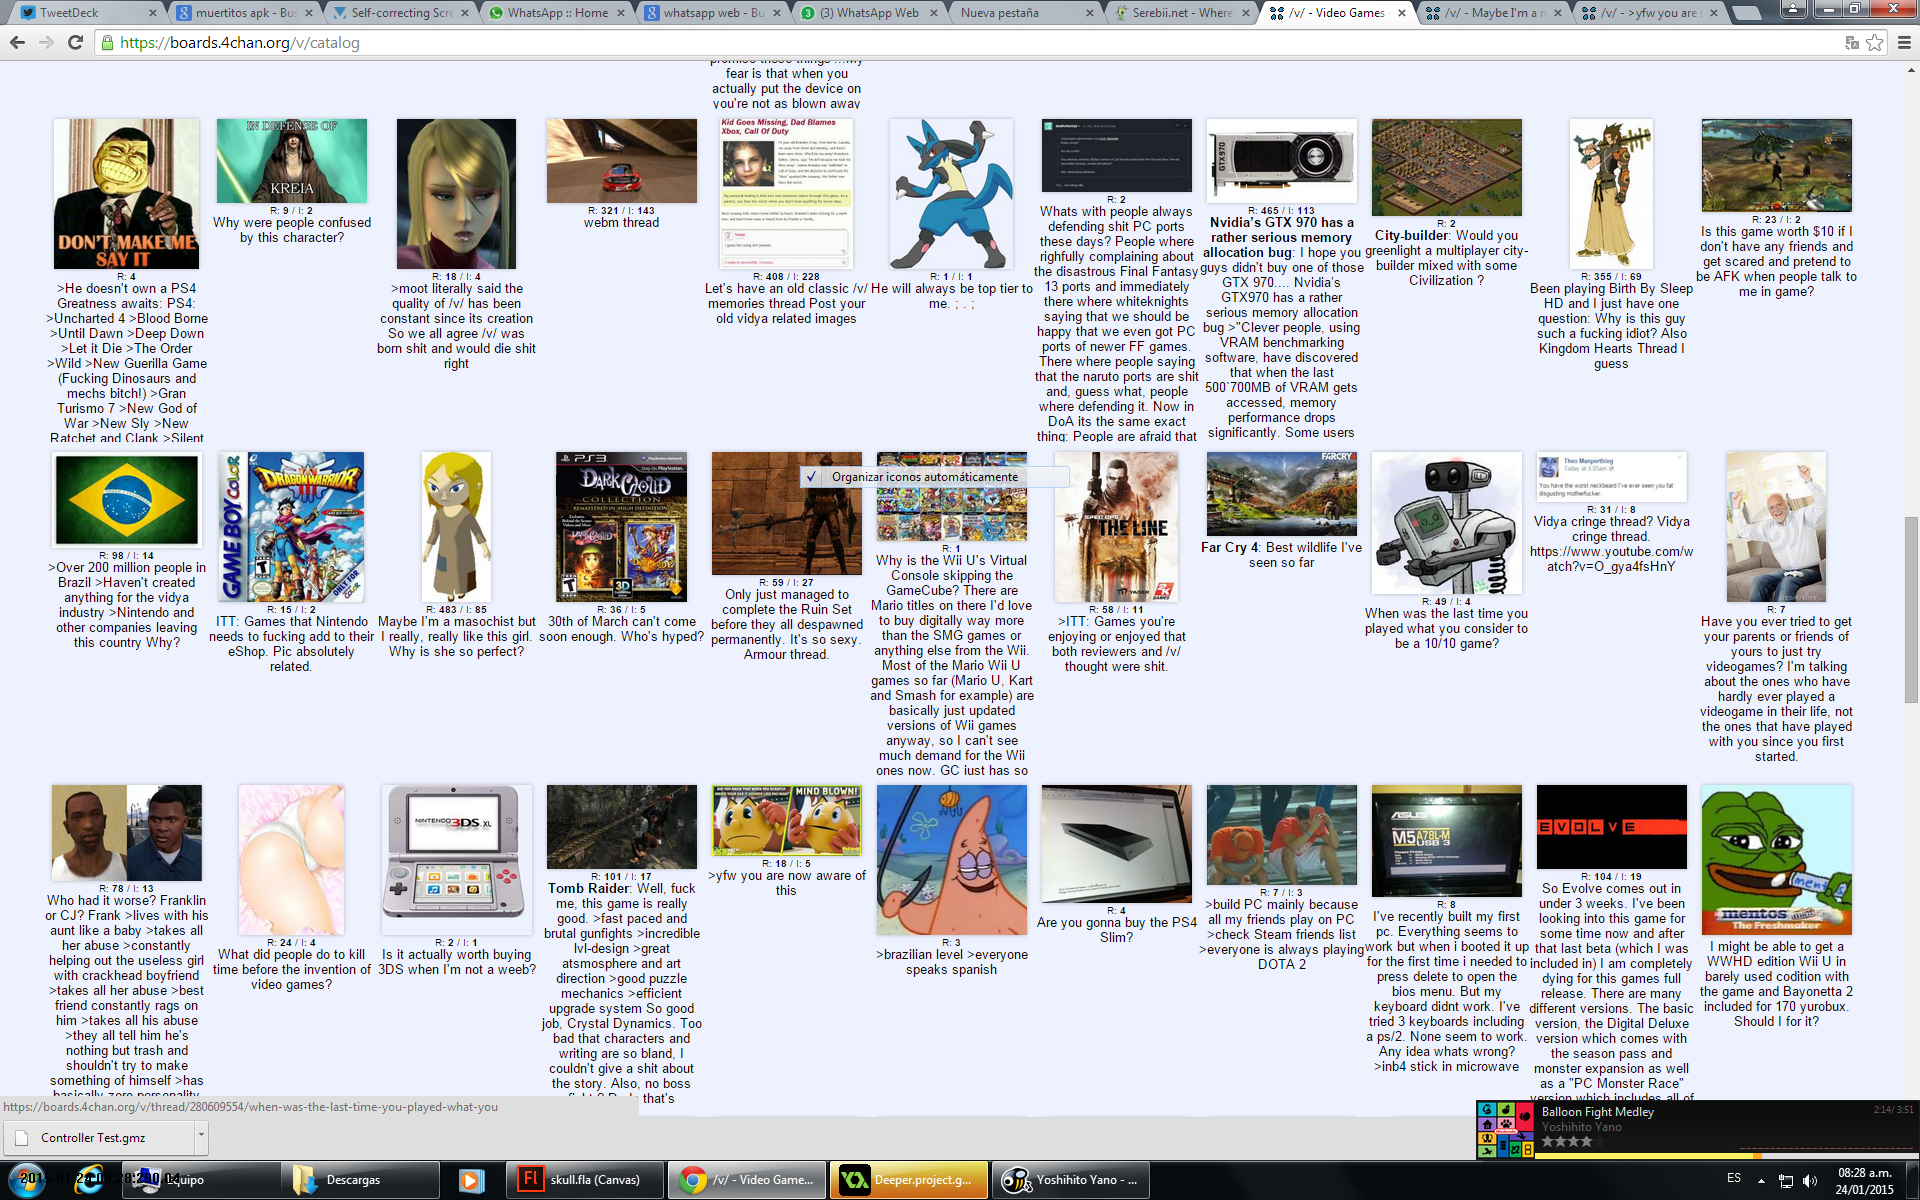 TweetDeck
muertitos apk - Bus
Self-correcting Scre
WhatsApp :: Home
whatsapp web - Bu
(3) WhatsApp Web
Nueva pestaña
Serebii.net - Where
/v/ - Video Games
/v/ - Maybe I'm a m
/v/ - >yfw you are
https://boards.4chan.org/v/catalog
fear is that when you
actually put the device on
you're not as blown away
DON'T MAKE ME
SAY IT
R: 4
>He doesn't own a PS4
Greatness awaits: PS4:
>Uncharted 4 >Blood Borne
>Until Dawn >Deep Down
>Let it Die >The Order
>Wild >New Guerilla Game
(Fucking Dinosaurs and
mechs bitch!) >Gran
Turismo 7 >New God of
War >New Sly >New
Ratchet and Clank >Silent
IN DEFENSE OF
KREIA
R: 9 / I: 2
Why were people confused
by this character?
R: 18 / I: 4
>moot literally said the
quality of /v/ has been
constant since its creation
So we all agree /v/ was
born shit and would die shit
right
R: 321 / I: 143
webm thread
Kid Goes Missing, Dad Blames
Xbox, Call Of Duty
R: 408 / I: 228
Let's have an old classic /v/
memories thread Post your
old vidya related images
R: 1 / I: 1
He will always be top tier to
me. ; . ;
R: 2
Whats with people always
defending shit PC ports
these days? People where
righfully complaining about
the disastrous Final Fantasy
13 ports and immediately
there where whiteknights
saying that we should be
happy that we even got PC
ports of newer FF games.
There where people saying
that the naruto ports are shit
and, guess what, people
where defending it. Now in
DoA its the same exact
thing: People are afraid that
GTX970
R: 465 / I: 113
Nvidia's GTX 970 has a
rather serious memory
allocation bug: I hope you
guys didn't buy one of those
GTX 970.... Nvidia's
GTX970 has a rather
serious memory allocation
bug >"Clever people, using
VRAM benchmarking
software, have discovered
that when the last
500`700MB of VRAM gets
accessed, memory
performance drops
significantly. Some users
R: 2
City-builder: Would you
greenlight a multiplayer city-
builder mixed with some
Civilization ?
R: 355 / I: 69
Been playing Birth By Sleep
HD and I just have one
question: Why is this guy
such a fucking idiot? Also
Kingdom Hearts Thread I
guess
R: 23 / I: 2
Is this game worth $10 if I
don't have any friends and
get scared and pretend to
be AFK when people talk to
me in game?
R: 98 / I: 14
>Over 200 million people in
Brazil >Haven't created
anything for the vidya
industry >Nintendo and
other companies leaving
this country Why?
GAME BOY COLOR
DRAGON WARRIOR
R: 15 / I: 2
ITT: Games that Nintendo
needs to fucking add to their
eShop. Pic absolutely
related.
R: 483 / I: 85
Maybe I'm a masochist but
I really, really like this girl.
Why is she so perfect?
PS3
DARK CLOUD
COLLECTION
R: 36 / I: 5
30th of March can't come
soon enough. Who's hyped?
R: 59 / I: 27
Only just managed to
complete the Ruin Set
before they all despawned
permanently. It's so sexy.
Armour thread.
✓ Organizar iconos automáticamente
R: 1
Why is the Wii U's Virtual
Console skipping the
GameCube? There are
Mario titles on there I'd love
to buy digitally way more
than the SMG games or
anything else from the Wii.
Most of the Mario Wii U
games so far (Mario U, Kart
and Smash for example) are
basically just updated
versions of Wii games
anyway, so I can't see
much demand for the Wii
ones now. GC just has so
SPEC OPS
THE LINE
2K
R: 58 / I: 11
>ITT: Games you're
enjoying or enjoyed that
both reviewers and /v/
thought were shit.
FARCRY 4
Far Cry 4: Best wildlife I've
seen so far
R: 49 / I: 4
When was the last time you
played what you consider to
be a 10/10 game?
Theo Manperthing
Today at 4:05am
You have the worst neckbeard I've ever seen you fat
disgusting motherfucker.
R: 31 / I: 8
Vidya cringe thread? Vidya
cringe thread.
https://www.youtube.com/w
atch?v=O_gya4fsHnY
R: 7
Have you ever tried to get
your parents or friends of
yours to just try
videogames? I'm talking
about the ones who have
hardly ever played a
videogame in their life, not
the ones that have played
with you since you first
started.
R: 78 / I: 13
Who had it worse? Franklin
or CJ? Frank >lives with his
aunt like a baby >takes all
her abuse >constantly
helping out the useless girl
with crackhead boyfriend
>takes all her abuse >best
friend constantly rags on
him >takes all his abuse
>they all tell him he's
nothing but trash and
shouldn't try to make
something of himself >has
basically zero personality
R: 24 / I: 4
What did people do to kill
time before the invention of
video games?
NINTENDO 3DS XL
R: 2 / I: 1
Is it actually worth buying
3DS when I'm not a weeb?
R: 101 / I: 17
Tomb Raider: Well, fuck
me, this game is really
good. >fast paced and
brutal gunfights >incredible
lvl-design >great
atsmosphere and art
direction >good puzzle
mechanics >efficient
upgrade system So good
job, Crystal Dynamics. Too
bad that characters and
writing are so bland, I
couldn't give a shit about
the story. Also, no boss
MIND BLOWN!
R: 18 / I: 5
>yfw you are now aware of
this
R: 3
>brazilian level >everyone
speaks spanish
R: 4
Are you gonna buy the PS4
Slim?
R: 7 / I: 3
>build PC mainly because
all my friends play on PC
>check Steam friends list
>everyone is always playing
DOTA 2
ASUS
M5A78L-M
USB 3
R: 8
I've recently built my first
pc. Everything seems to
work but when i booted it up
for the first time i needed to
press delete to open the
bios menu. But my
keyboard didnt work. I've
tried 3 keyboards including
a ps/2. None seem to work.
Any idea whats wrong?
>inb4 stick in microwave
EVOLVE
R: 104 / I: 19
So Evolve comes out in
under 3 weeks. I've been
looking into this game for
some time now and after
that last beta (which I was
included in) I am completely
dying for this games full
release. There are many
different versions. The basic
version, the Digital Deluxe
version which comes with
the season pass and
monster expansion as well
as a "PC Monster Race"
version which includes all of
mentos
The Freshmaker
I might be able to get a
WWHD edition Wii U in
barely used codition with
the game and Bayonetta 2
included for 170 yurobux.
Should I for it?
https://boards.4chan.org/v/thread/280609554/when-was-the-last-time-you-played-what-you
Controller Test.gmz
Balloon Fight Medley
Yoshihito Yano
2:14/ 3:51
Equipo
Descargas
skull.fla (Canvas)
/v/ - Video Game...
Deeper.project.g...
Yoshihito Yano - ...
ES
08:28 a.m.
24/01/2015